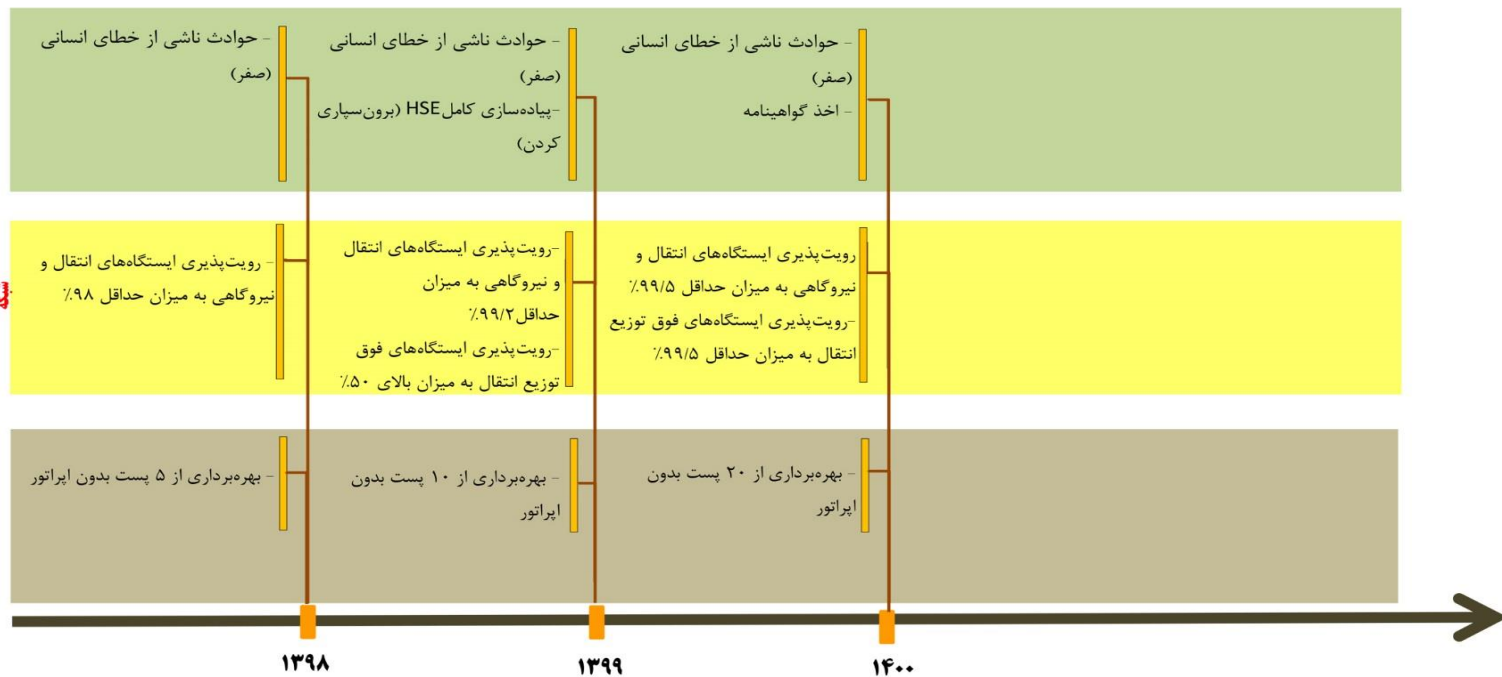 - حوادث ناشی از خطای انسانی
(صفر)
- حوادث ناشی از خطای انسانی
(صفر)
-پیاده‌سازی کامل HSE (برون‌سپاری
کردن)
- حوادث ناشی از خطای انسانی
(صفر)
- اخذ گواهینامه
- رویت‌پذیری ایستگاه‌های انتقال و
نیروگاهی به میزان حداقل ۹۸٪
-رویت‌پذیری ایستگاه‌های انتقال
و نیروگاهی به میزان
حداقل ۹۹/۲٪
-رویت‌پذیری ایستگاه‌های فوق
توزیع انتقال به میزان بالای ۵۰٪
رویت‌پذیری ایستگاه‌های انتقال و
نیروگاهی به میزان حداقل ۹۹/۵٪
-رویت‌پذیری ایستگاه‌های فوق توزیع
انتقال به میزان حداقل ۹۹/۵٪
- بهره‌برداری از ۵ پست بدون اپراتور
- بهره‌برداری از ۱۰ پست بدون
اپراتور
- بهره‌برداری از ۲۰ پست بدون
اپراتور
۱۳۹۸
۱۳۹۹
۱۴۰۰